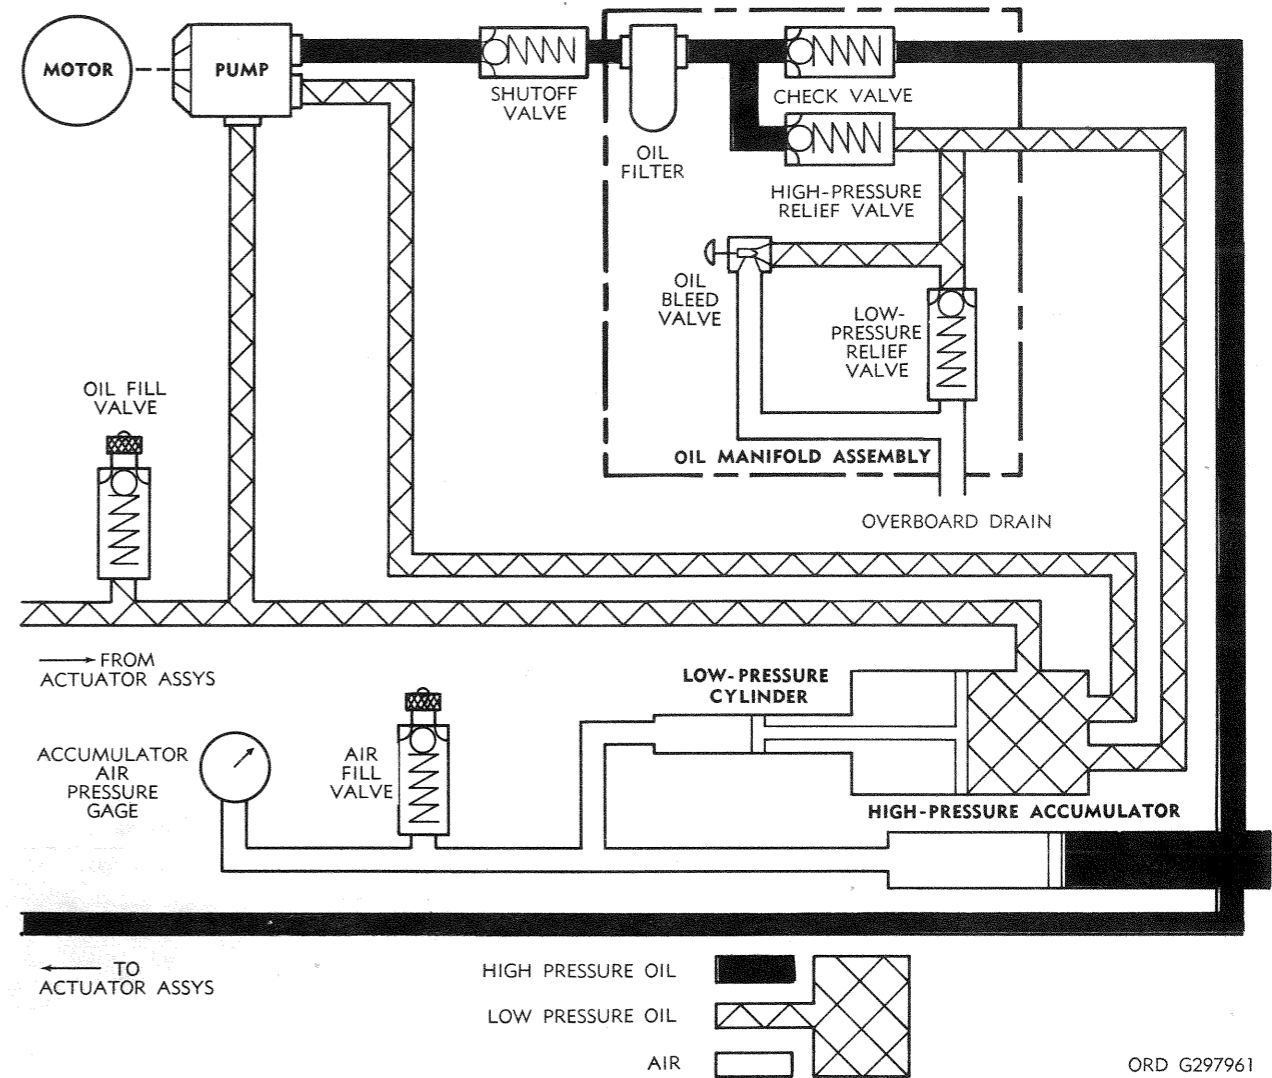 MOTOR
PUMP
SHUTOFF
VALVE
OIL
FILTER
CHECK VALVE
HIGH-PRESSURE
RELIEF VALVE
OIL
BLEED
VALVE
LOW-
PRESSURE
RELIEF
VALVE
OIL MANIFOLD ASSEMBLY
OVERBOARD DRAIN
OIL FILL
VALVE
FROM
ACTUATOR ASSYS
LOW-PRESSURE
CYLINDER
ACCUMULATOR
AIR
PRESSURE
GAGE
AIR
FILL
VALVE
HIGH-PRESSURE ACCUMULATOR
TO
ACTUATOR ASSYS
HIGH PRESSURE OIL
LOW PRESSURE OIL
AIR
ORD G297961